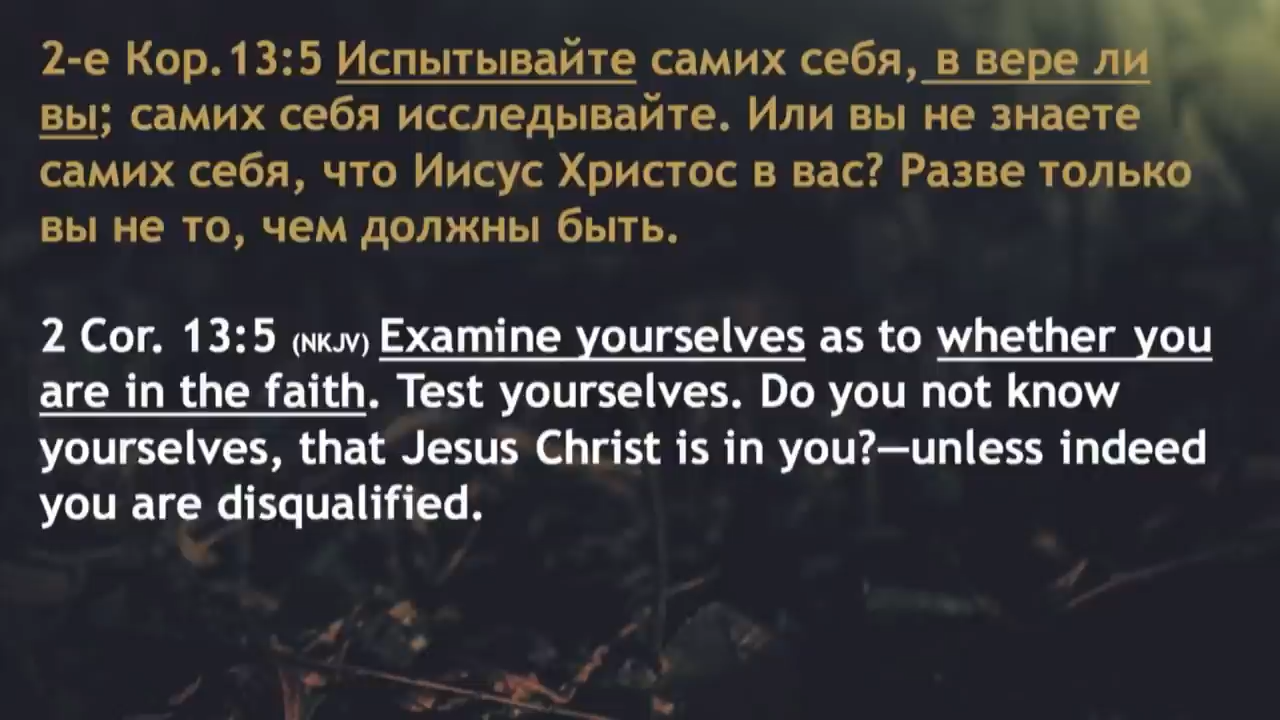 2-е Кор.13:5 Испытывайте самих себя, в вере ли
вы; самих себя исследывайте. Или вы не знаете
самих себя, что Иисус Христос в вас? Разве только
вы не то, чем должны быть.
2 Cor. 13:5 (NKJV) Examine yourselves as to whether you
are in the faith. Test yourselves. Do you not know
yourselves, that Jesus Christ is in you?—unless indeed
you are disqualified.